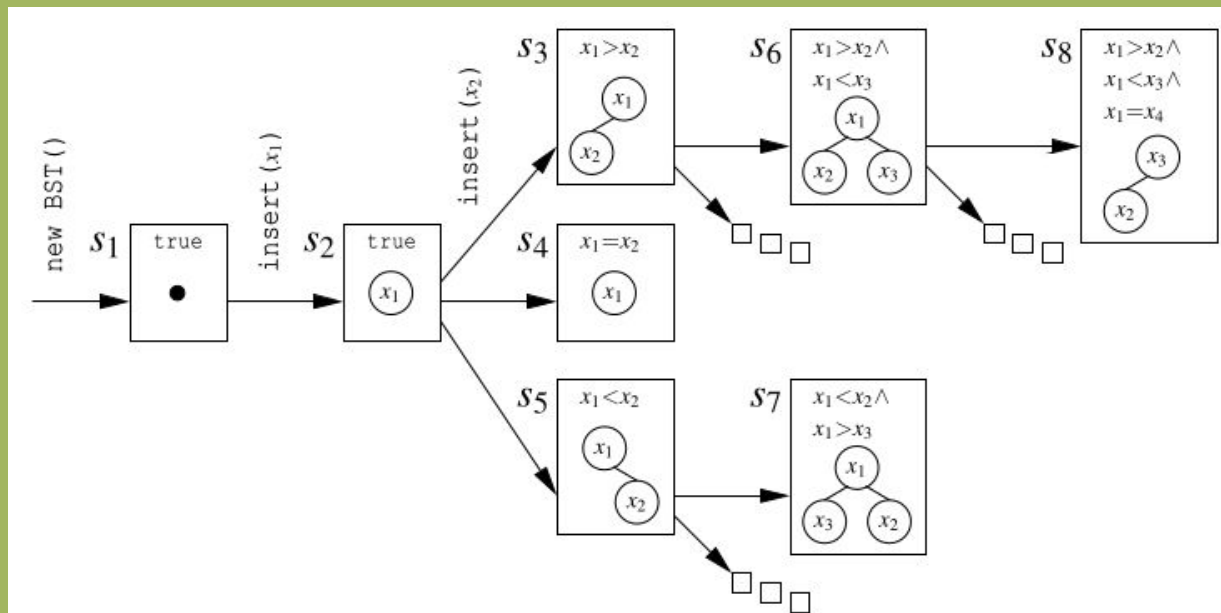 new BST()
s1
true
insert(x1)
s2
true
x1
insert(x2)
s3
x1>x2
x1
x2
s4
x1=x2
x1
s5
x1<x2
x1
x2
s6
x1>x2∧
x1<x3
x1
x2
x3
s7
x1<x2∧
x1>x3
x1
x3
x2
s8
x1>x2∧
x1<x3∧
x1=x4
x3
x2